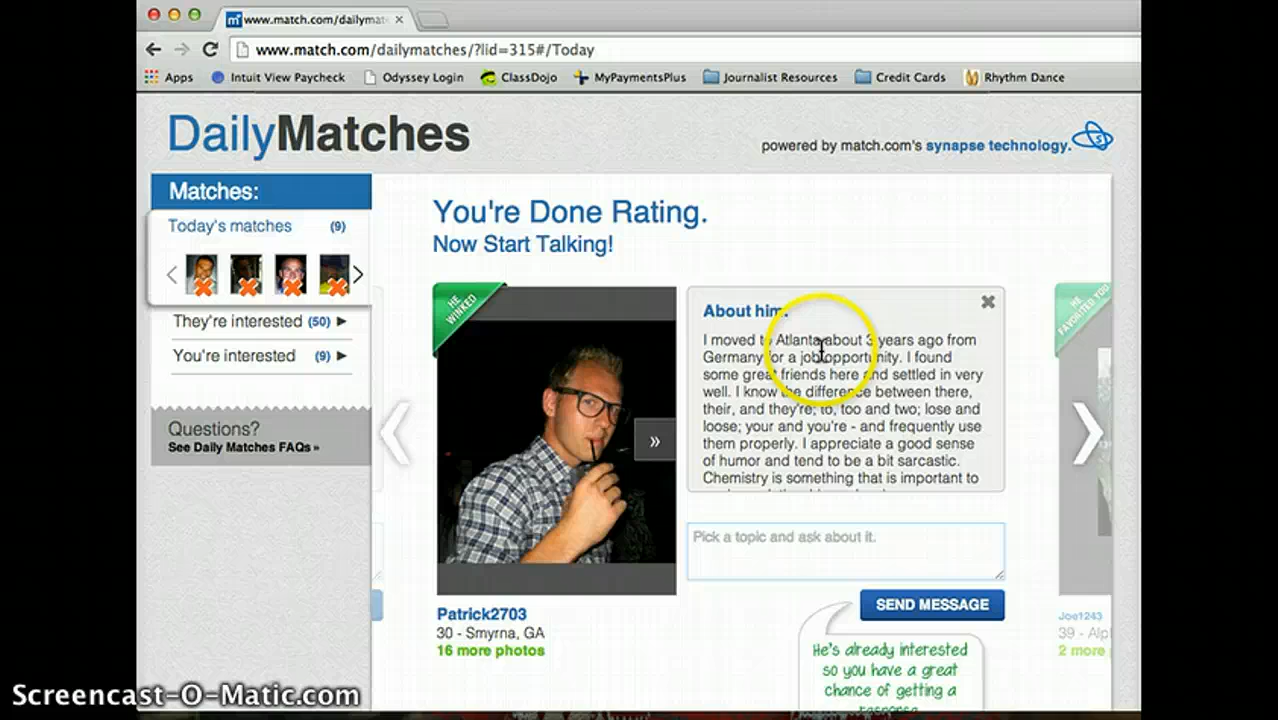 www.match.com/dailymat
www.match.com/dailymatches/?lid=315#/Today
Apps Intuit View Paycheck Odyssey Login ClassDojo MyPaymentsPlus Journalist Resources Credit Cards Rhythm Dance
DailyMatches
powered by match.com's synapse technology.
Matches:
Today's matches (9)
They're interested (50)
You're interested (9)
Questions?
See Daily Matches FAQs »
You're Done Rating.
Now Start Talking!
HE WINKED
»
Patrick2703
30 - Smyrna, GA
16 more photos
About him:
I moved to Atlanta about 3 years ago from
Germany for a job opportunity. I found
some great friends here and settled in very
well. I know the difference between there,
their, and they're; to, too and two; lose and
loose; your and you're - and frequently use
them properly. I appreciate a good sense
of humor and tend to be a bit sarcastic.
Chemistry is something that is important to
Pick a topic and ask about it.
SEND MESSAGE
He's already interested
so you have a great
chance of getting a
HE FAVORITED YOU
Joe1243
39 - Alp
2 more p
Screencast-O-Matic.com